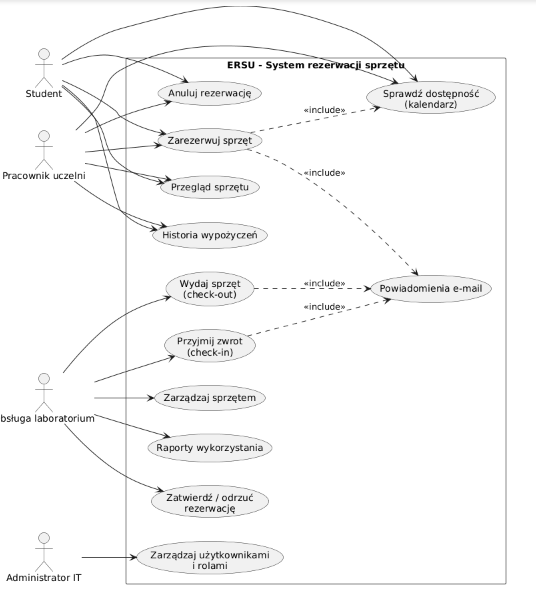 ERSU - System rezerwacji sprzętu
Student
Anuluj rezerwację
Sprawdź dostępność
(kalendarz)
«include»
Zarezerwuj sprzęt
Pracownik uczelni
«include»
Przegląd sprzętu
Historia wypożyczeń
Wydaj sprzęt
(check-out)
«include»
Powiadomienia e-mail
«include»
Przyjmij zwrot
(check-in)
Zarządzaj sprzętem
bsługa laboratorium
Raporty wykorzystania
Zatwierdź / odrzuć
rezerwację
Zarządzaj użytkownikami
i rolami
Administrator IT